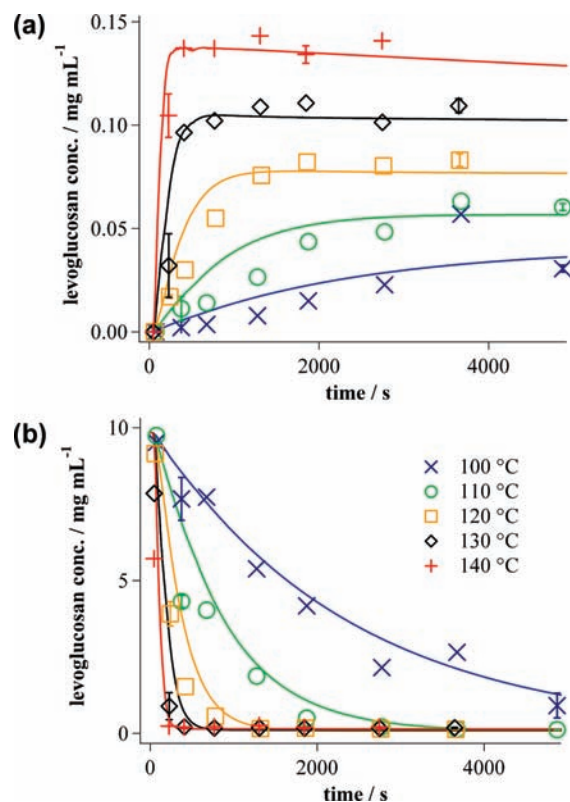 (a)
0.15
0.10
0.05
0.00
levoglucosan conc. / mg mL⁻¹
0
2000
4000
time / s
(b)
10
5
0
levoglucosan conc. / mg mL⁻¹
100 °C
110 °C
120 °C
130 °C
140 °C
0
2000
4000
time / s